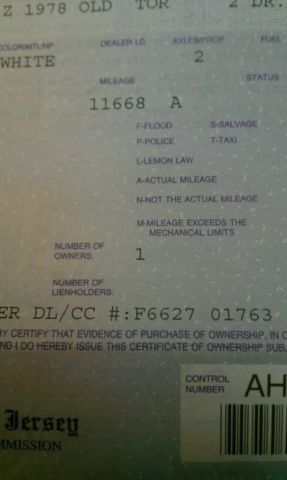 Z 1978 OLD TOR 2 DR.
COLOR/MTL/NP DEALER I.D. AXLES/PROP FUEL
WHITE 2
MILEAGE STATUS
11668 A
F-FLOOD S-SALVAGE
P-POLICE T-TAXI
L-LEMON LAW
A-ACTUAL MILEAGE
N-NOT THE ACTUAL MILEAGE
M-MILEAGE EXCEEDS THE
MECHANICAL LIMITS
NUMBER OF
OWNERS: 1
NUMBER OF
LIENHOLDERS:
ER DL/CC #:F6627 01763
BY CERTIFY THAT EVIDENCE OF PURCHASE OF OWNERSHIP, IN C
ND I DO HEREBY ISSUE THIS CERTIFICATE OF OWNERSHIP SUB
CONTROL
NUMBER AH
Jersey
MMISSION